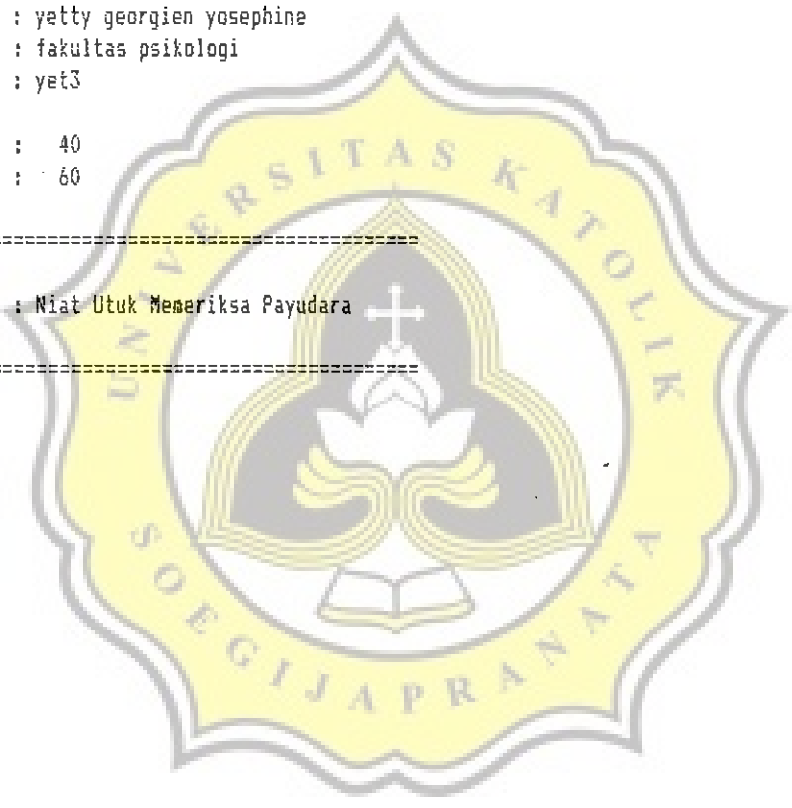 : yetty georgien yosephine
: fakultas psikologi
: yet3
: 40
: 60
==========================================
: Niat Utuk Memeriksa Payudara
==========================================
UNIVERSITAS KATOLIK
SOEGIJAPRANATA